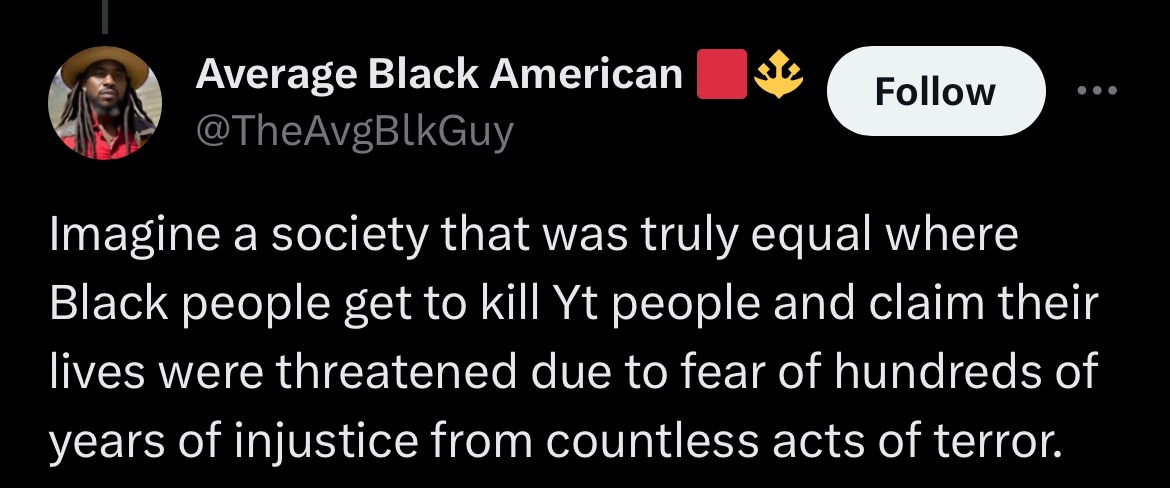 Average Black American 🟥🔱
@TheAvgBlkGuy
Follow
Imagine a society that was truly equal where
Black people get to kill Yt people and claim their
lives were threatened due to fear of hundreds of
years of injustice from countless acts of terror.